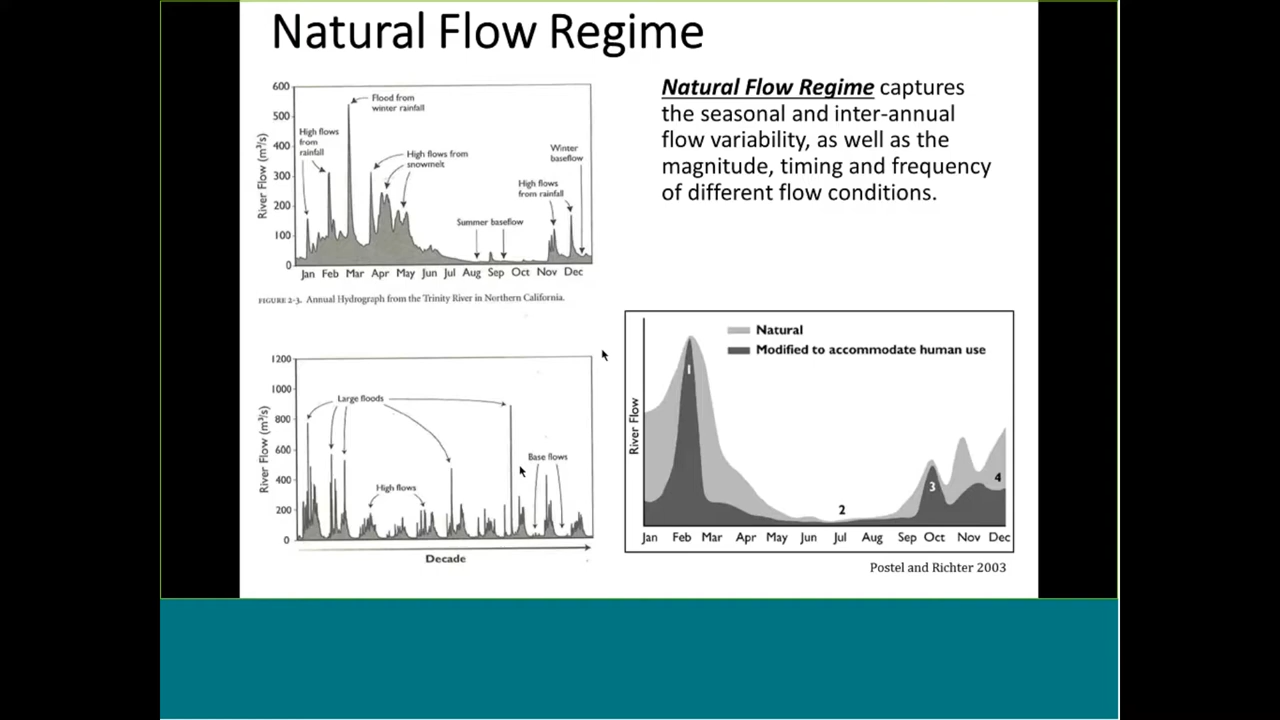 Natural Flow Regime
600
500
400
300
200
100
0
River Flow (m³/s)
High flows
from
rainfall
Flood from
winter rainfall
High flows from
snowmelt
Summer baseflow
High flows
from rainfall
Winter
baseflow
Jan Feb Mar Apr May Jun Jul Aug Sep Oct Nov Dec
FIGURE 2-3. Annual Hydrograph from the Trinity River in Northern California.
Natural Flow Regime captures
the seasonal and inter-annual
flow variability, as well as the
magnitude, timing and frequency
of different flow conditions.
1200
1000
800
600
400
200
0
River Flow (m³/s)
Large floods
High flows
Base flows
Decade
Natural
Modified to accommodate human use
River Flow
1
2
3
4
Jan Feb Mar Apr May Jun Jul Aug Sep Oct Nov Dec
Postel and Richter 2003